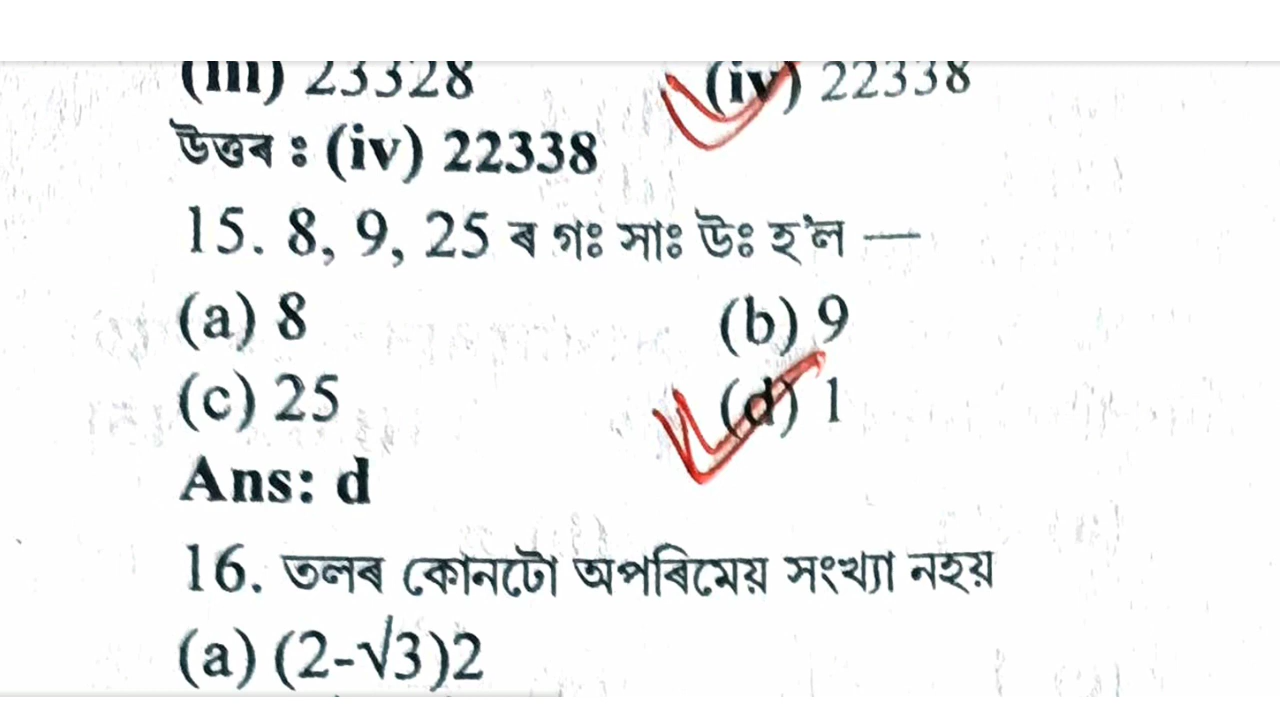 (iii) 23328 (iv) 22338
উত্তৰ : (iv) 22338
15. 8, 9, 25 ৰ গঃ সাঃ উঃ হ'ল —
(a) 8 (b) 9
(c) 25 (d) 1
Ans: d
16. তলৰ কোনটো অপৰিমেয় সংখ্যা নহয়
(a) (2-√3)2